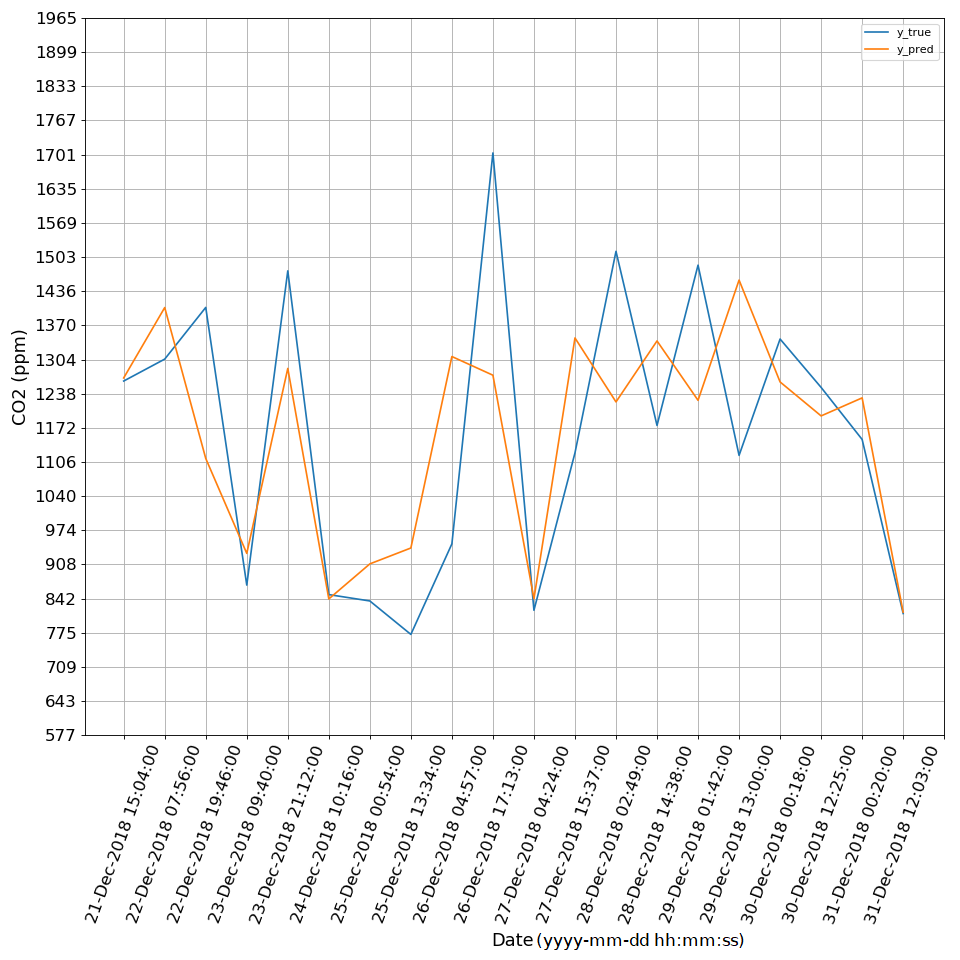 1965
1899
1833
1767
1701
1635
1569
1503
1436
1370
1304
1238
1172
1106
1040
974
908
842
775
709
643
577
CO2 (ppm)
y_true
y_pred
21-Dec-2018 15:04:00
22-Dec-2018 07:56:00
22-Dec-2018 19:46:00
23-Dec-2018 09:40:00
23-Dec-2018 21:12:00
24-Dec-2018 10:16:00
25-Dec-2018 00:54:00
25-Dec-2018 13:34:00
26-Dec-2018 04:57:00
26-Dec-2018 17:13:00
27-Dec-2018 04:24:00
27-Dec-2018 15:37:00
28-Dec-2018 02:49:00
28-Dec-2018 14:38:00
29-Dec-2018 01:42:00
29-Dec-2018 13:00:00
30-Dec-2018 00:18:00
30-Dec-2018 12:25:00
31-Dec-2018 00:20:00
31-Dec-2018 12:03:00
Date (yyyy-mm-dd hh:mm:ss)